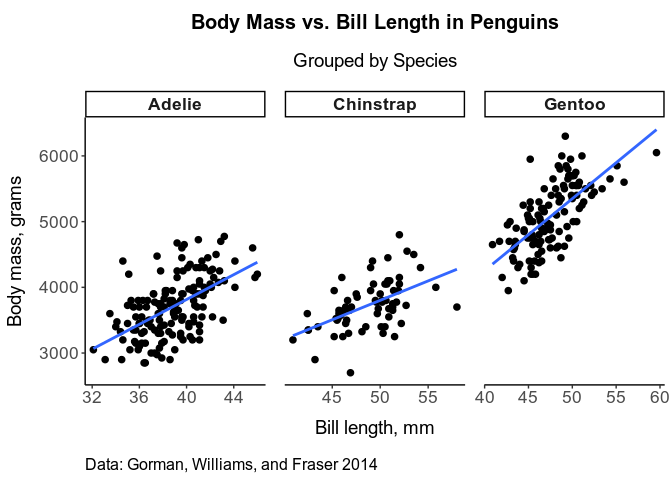 Body Mass vs. Bill Length in Penguins
Grouped by Species
Adelie Chinstrap Gentoo
6000
5000
4000
3000
Body mass, grams
32 36 40 44 45 50 55 40 45 50 55 60
Bill length, mm
Data: Gorman, Williams, and Fraser 2014